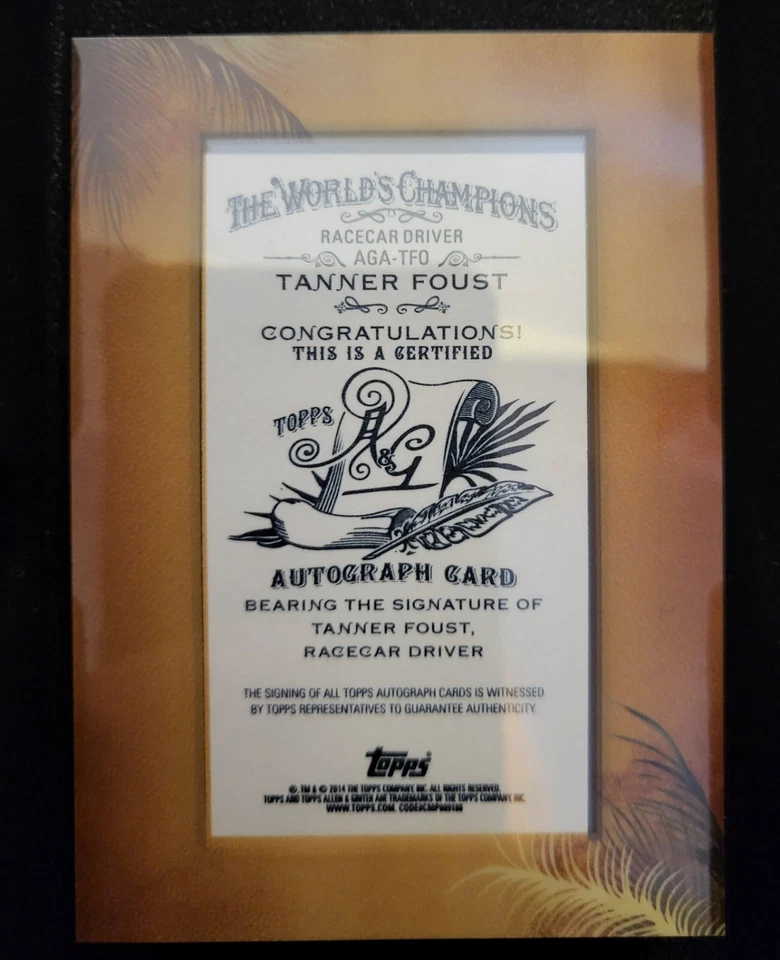 THE WORLD'S CHAMPIONS
RACECAR DRIVER
AGA-TFO
TANNER FOUST
CONGRATULATIONS!
THIS IS A CERTIFIED
TOPPS A&G
AUTOGRAPH CARD
BEARING THE SIGNATURE OF
TANNER FOUST,
RACECAR DRIVER
THE SIGNING OF ALL TOPPS AUTOGRAPH CARDS IS WITNESSED
BY TOPPS REPRESENTATIVES TO GUARANTEE AUTHENTICITY.
topps
®, TM & © 2014 THE TOPPS COMPANY, INC. ALL RIGHTS RESERVED.
TOPPS AND TOPPS ALLEN & GINTER ARE TRADEMARKS OF THE TOPPS COMPANY, INC.
WWW.TOPPS.COM.